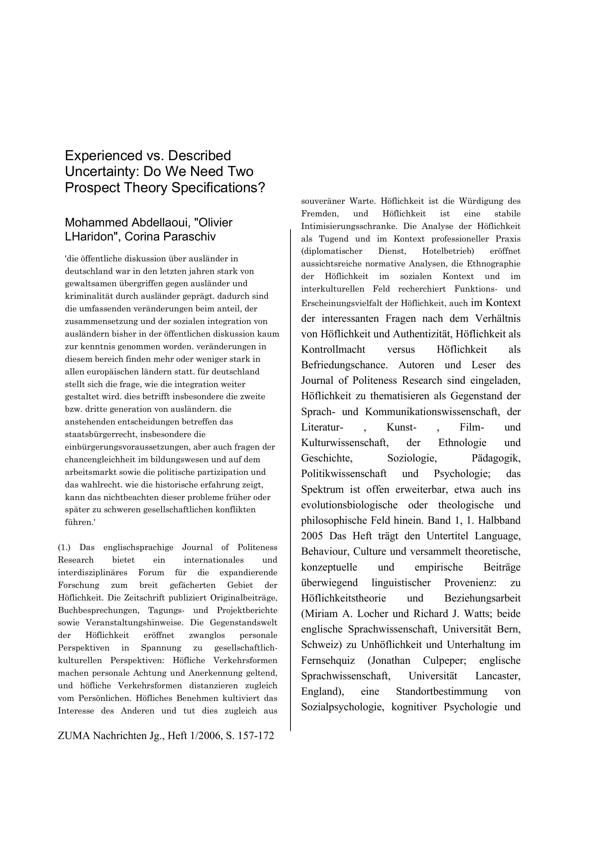 Experienced vs. Described
Uncertainty: Do We Need Two
Prospect Theory Specifications?
Mohammed Abdellaoui, "Olivier
LHaridon", Corina Paraschiv
'die öffentliche diskussion über ausländer in
deutschland war in den letzten jahren stark von
gewaltsamen übergriffen gegen ausländer und
kriminalität durch ausländer geprägt. dadurch sind
die umfassenden veränderungen beim anteil, der
zusammensetzung und der sozialen integration von
ausländern bisher in der öffentlichen diskussion kaum
zur kenntnis genommen worden. veränderungen in
diesem bereich finden mehr oder weniger stark in
allen europäischen ländern statt. für deutschland
stellt sich die frage, wie die integration weiter
gestaltet wird. dies betrifft insbesondere die zweite
bzw. dritte generation von ausländern. die
anstehenden entscheidungen betreffen das
staatsbürgerrecht, insbesondere die
einbürgerungsvoraussetzungen, aber auch fragen der
chancengleichheit im bildungswesen und auf dem
arbeitsmarkt sowie die politische partizipation und
das wahlrecht. wie die historische erfahrung zeigt,
kann das nichtbeachten dieser probleme früher oder
später zu schweren gesellschaftlichen konflikten
führen.'
(1.) Das englischsprachige Journal of Politeness
Research bietet ein internationales und
interdisziplinäres Forum für die expandierende
Forschung zum breit gefächerten Gebiet der
Höflichkeit. Die Zeitschrift publiziert Originalbeiträge,
Buchbesprechungen, Tagungs- und Projektberichte
sowie Veranstaltungshinweise. Die Gegenstandswelt
der Höflichkeit eröffnet zwanglos personale
Perspektiven in Spannung zu gesellschaftlich-
kulturellen Perspektiven: Höfliche Verkehrsformen
machen personale Achtung und Anerkennung geltend,
und höfliche Verkehrsformen distanzieren zugleich
vom Persönlichen. Höfliches Benehmen kultiviert das
Interesse des Anderen und tut dies zugleich aus
ZUMA Nachrichten Jg., Heft 1/2006, S. 157-172
souveräner Warte. Höflichkeit ist die Würdigung des
Fremden, und Höflichkeit ist eine stabile
Intimisierungsschranke. Die Analyse der Höflichkeit
als Tugend und im Kontext professioneller Praxis
(diplomatischer Dienst, Hotelbetrieb) eröffnet
aussichtsreiche normative Analysen, die Ethnographie
der Höflichkeit im sozialen Kontext und im
interkulturellen Feld recherchiert Funktions- und
Erscheinungsvielfalt der Höflichkeit, auch im Kontext
der interessanten Fragen nach dem Verhältnis
von Höflichkeit und Authentizität, Höflichkeit als
Kontrollmacht versus Höflichkeit als
Befriedungschance. Autoren und Leser des
Journal of Politeness Research sind eingeladen,
Höflichkeit zu thematisieren als Gegenstand der
Sprach- und Kommunikationswissenschaft, der
Literatur- , Kunst- , Film- und
Kulturwissenschaft, der Ethnologie und
Geschichte, Soziologie, Pädagogik,
Politikwissenschaft und Psychologie; das
Spektrum ist offen erweiterbar, etwa auch ins
evolutionsbiologische oder theologische und
philosophische Feld hinein. Band 1, 1. Halbband
2005 Das Heft trägt den Untertitel Language,
Behaviour, Culture und versammelt theoretische,
konzeptuelle und empirische Beiträge
überwiegend linguistischer Provenienz: zu
Höflichkeitstheorie und Beziehungsarbeit
(Miriam A. Locher und Richard J. Watts; beide
englische Sprachwissenschaft, Universität Bern,
Schweiz) zu Unhöflichkeit und Unterhaltung im
Fernsehquiz (Jonathan Culpeper; englische
Sprachwissenschaft, Universität Lancaster,
England), eine Standortbestimmung von
Sozialpsychologie, kognitiver Psychologie und